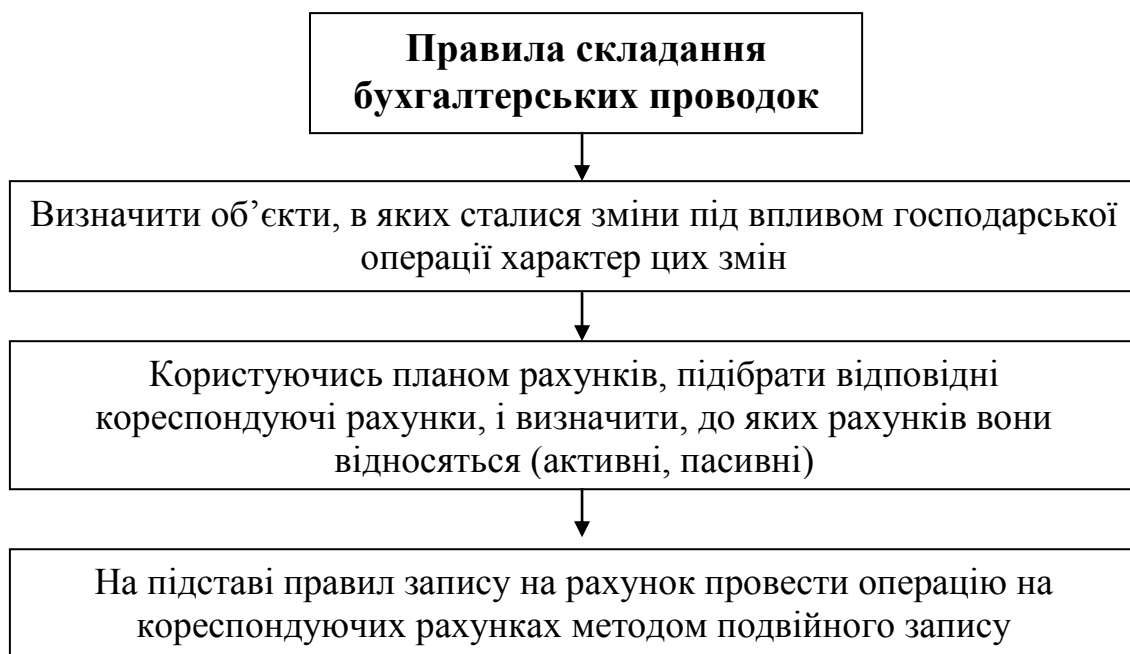 Правила складання
бухгалтерських проводок
Визначити об’єкти, в яких сталися зміни під впливом господарської
операції характер цих змін
Користуючись планом рахунків, підібрати відповідні
кореспондуючі рахунки, і визначити, до яких рахунків вони
відносяться (активні, пасивні)
На підставі правил запису на рахунок провести операцію на
кореспондуючих рахунках методом подвійного запису